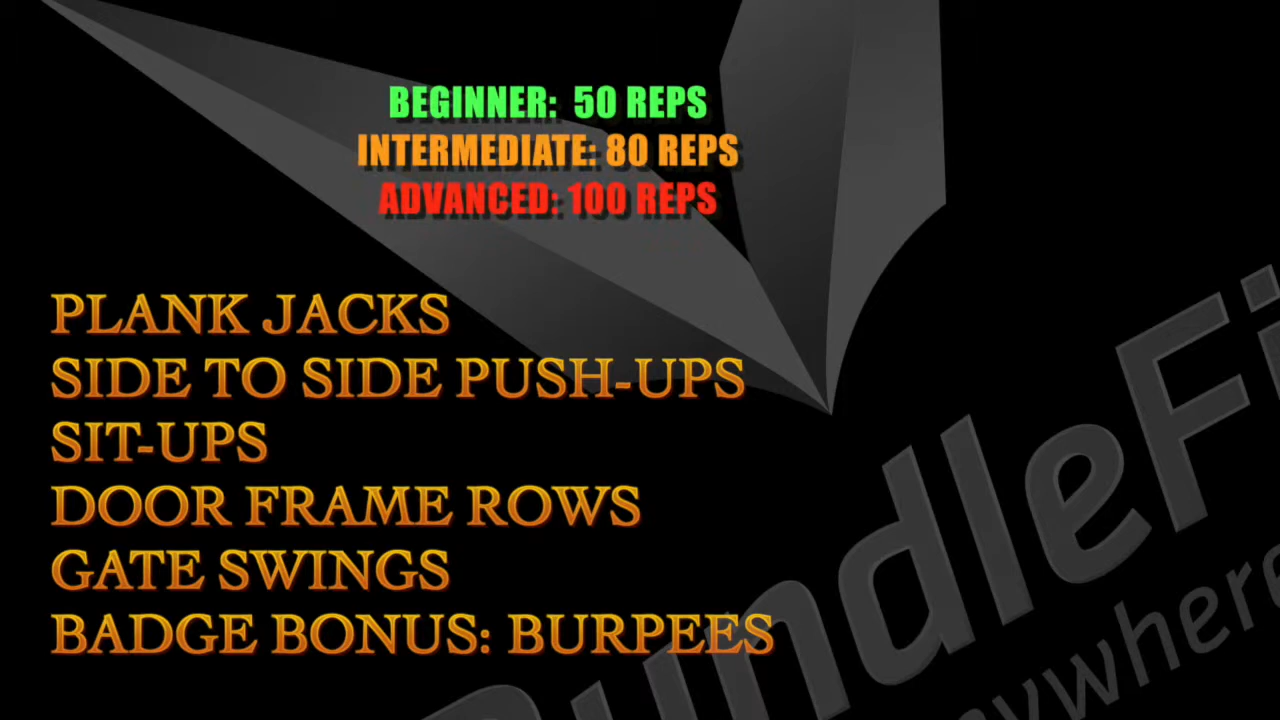 BEGINNER: 50 REPS
INTERMEDIATE: 80 REPS
ADVANCED: 100 REPS
PLANK JACKS
SIDE TO SIDE PUSH-UPS
SIT-UPS
DOOR FRAME ROWS
GATE SWINGS
BADGE BONUS: BURPEES